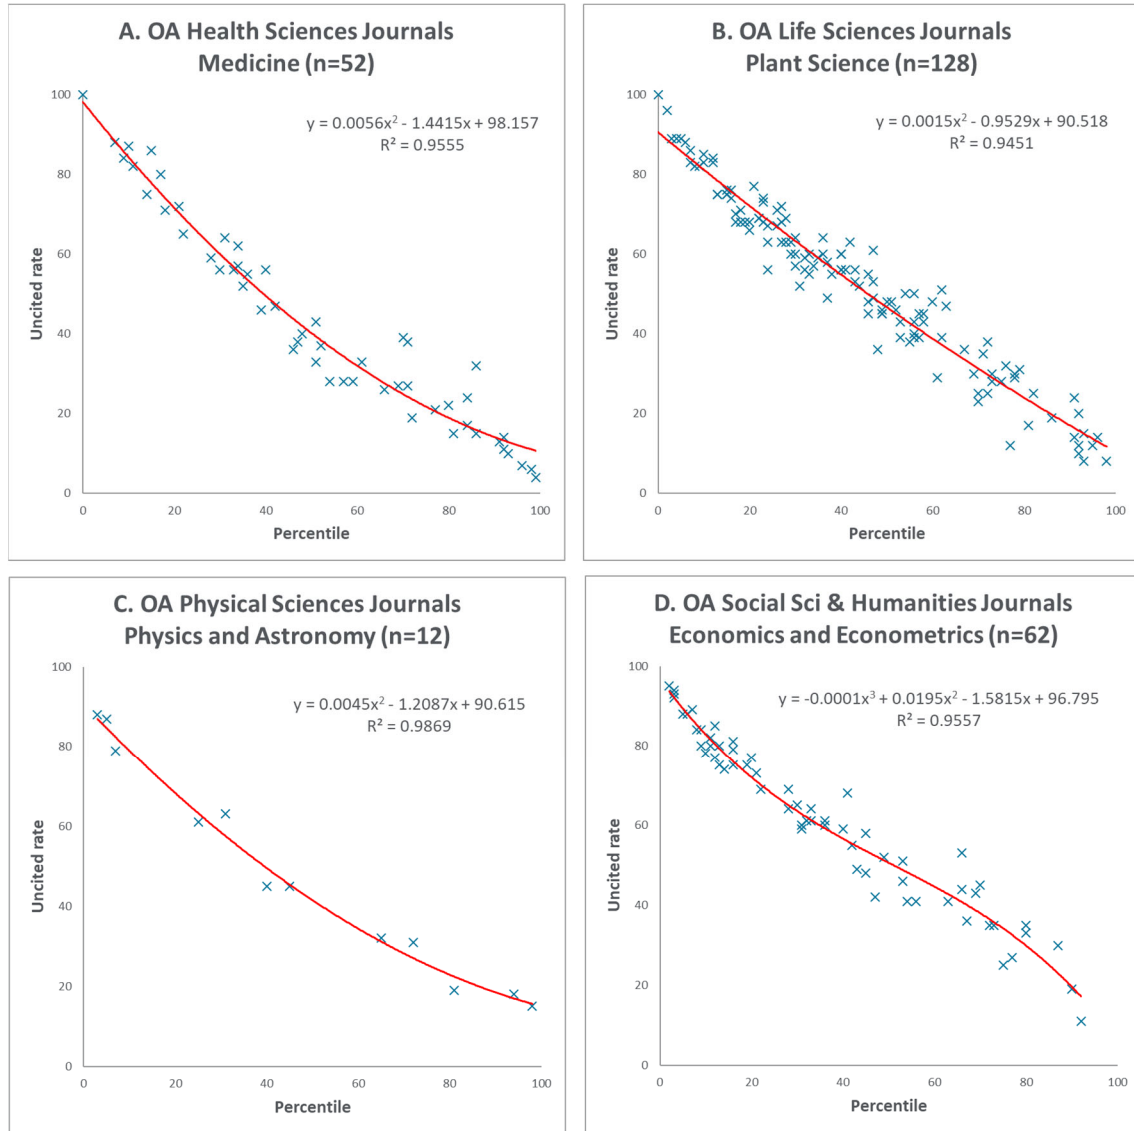 A. OA Health Sciences Journals
Medicine (n=52)
y = 0.0056x² - 1.4415x + 98.157
R² = 0.9555
Uncited rate
100
80
60
40
20
0
0 20 40 60 80 100
Percentile
B. OA Life Sciences Journals
Plant Science (n=128)
y = 0.0015x² - 0.9529x + 90.518
R² = 0.9451
Uncited rate
100
80
60
40
20
0
0 20 40 60 80 100
Percentile
C. OA Physical Sciences Journals
Physics and Astronomy (n=12)
y = 0.0045x² - 1.2087x + 90.615
R² = 0.9869
Uncited rate
100
80
60
40
20
0
0 20 40 60 80 100
Percentile
D. OA Social Sci & Humanities Journals
Economics and Econometrics (n=62)
y = -0.0001x³ + 0.0195x² - 1.5815x + 96.795
R² = 0.9557
Uncited rate
100
80
60
40
20
0
0 20 40 60 80 100
Percentile